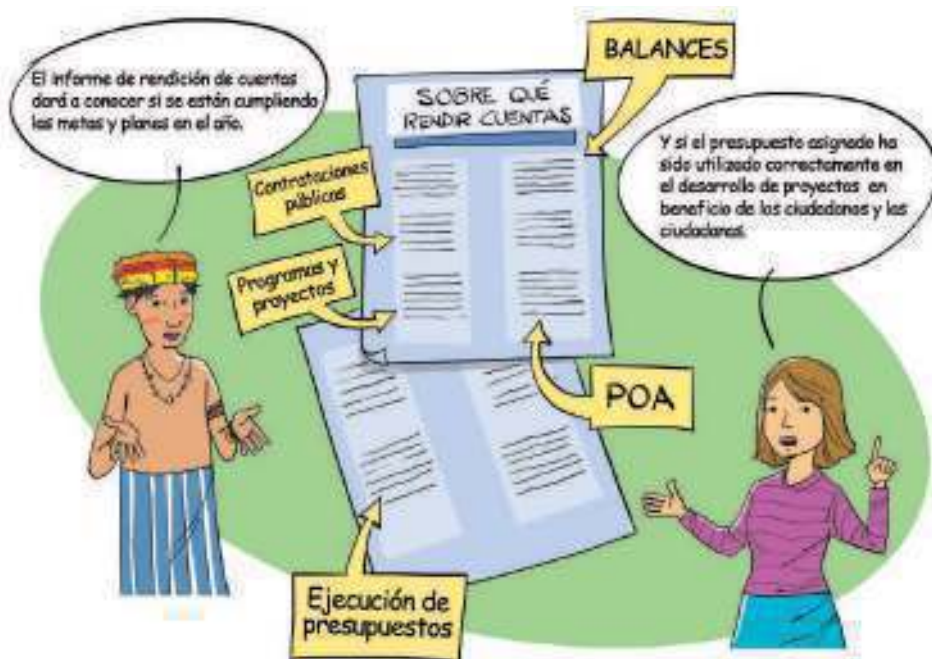 El informe de rendición de cuentas
dará a conocer si se están cumpliendo
las metas y planes en el año.
BALANCES
SOBRE QUÉ
RENDIR CUENTAS
Y si el presupuesto asignado ha
sido utilizado correctamente en
el desarrollo de proyectos en
beneficio de los ciudadanos y las
ciudadanas.
Contrataciones
públicas
Programas y
proyectos
POA
Ejecución de
presupuestos